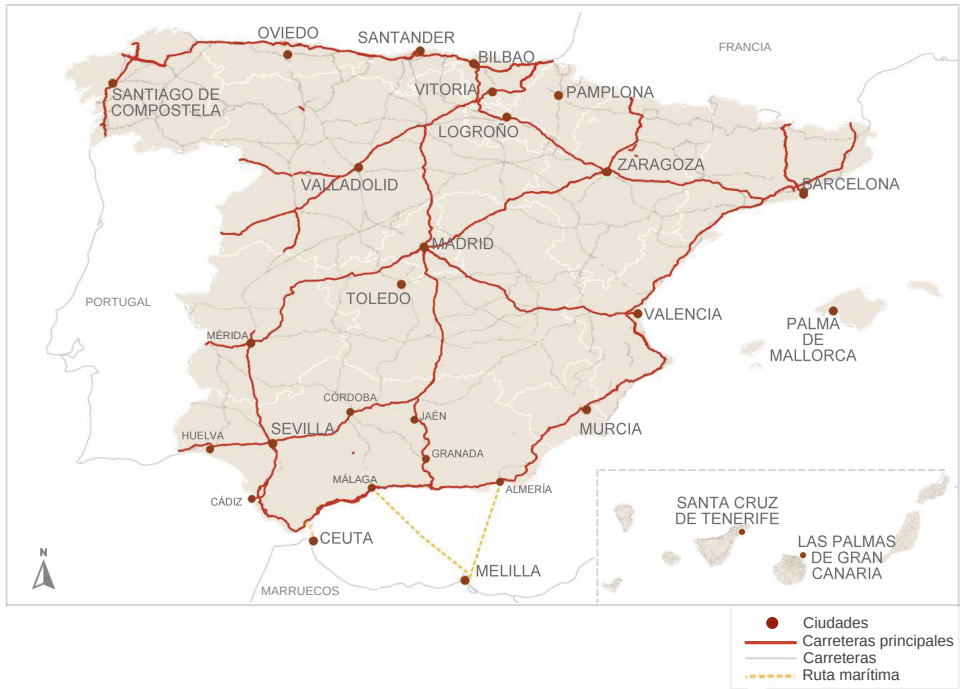 OVIEDO
SANTANDER
BILBAO
FRANCIA
SANTIAGO DE
COMPOSTELA
VITORIA
PAMPLONA
LOGROÑO
ZARAGOZA
VALLADOLID
BARCELONA
MADRID
TOLEDO
PORTUGAL
VALENCIA
PALMA
DE
MALLORCA
MÉRIDA
CÓRDOBA
JAÉN
HUELVA
SEVILLA
MURCIA
GRANADA
MÁLAGA
ALMERÍA
CÁDIZ
CEUTA
MELILLA
MARRUECOS
N
SANTA CRUZ
DE TENERIFE
LAS PALMAS
DE GRAN
CANARIA
Ciudades
Carreteras principales
Carreteras
Ruta marítima